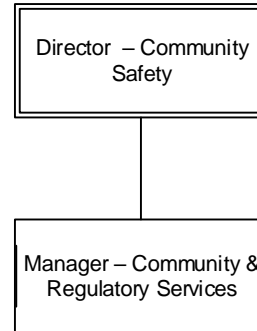 Director – Community
Safety
Manager – Community &
Regulatory Services